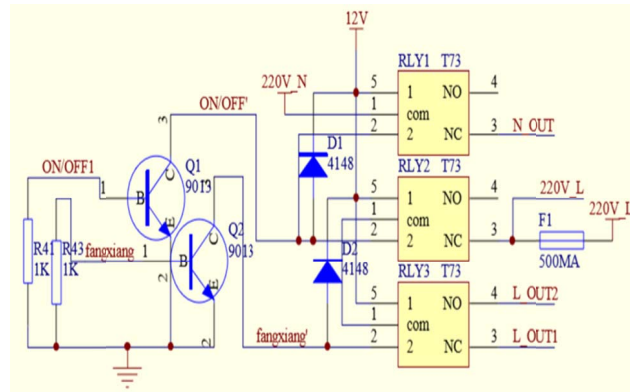 12V
RLY1 T73
220V_N
5 1 NO 4
1 com
2 2 NC 3 N_OUT
ON/OFF'
3
D1
4148
RLY2 T73
ON/OFF1
1 B C E
Q1
9013
5 1 NO 4
1 com
2 2 NC 3
220V_L
220V_L
F1
500MA
R41
1K
R43
1K
fangxiang
1 B C E
Q2
9013
2
2
D2
4148
RLY3 T73
5 1 NO 4 L_OUT2
1 com
2 2 NC 3 L_OUT1
fangxiang'